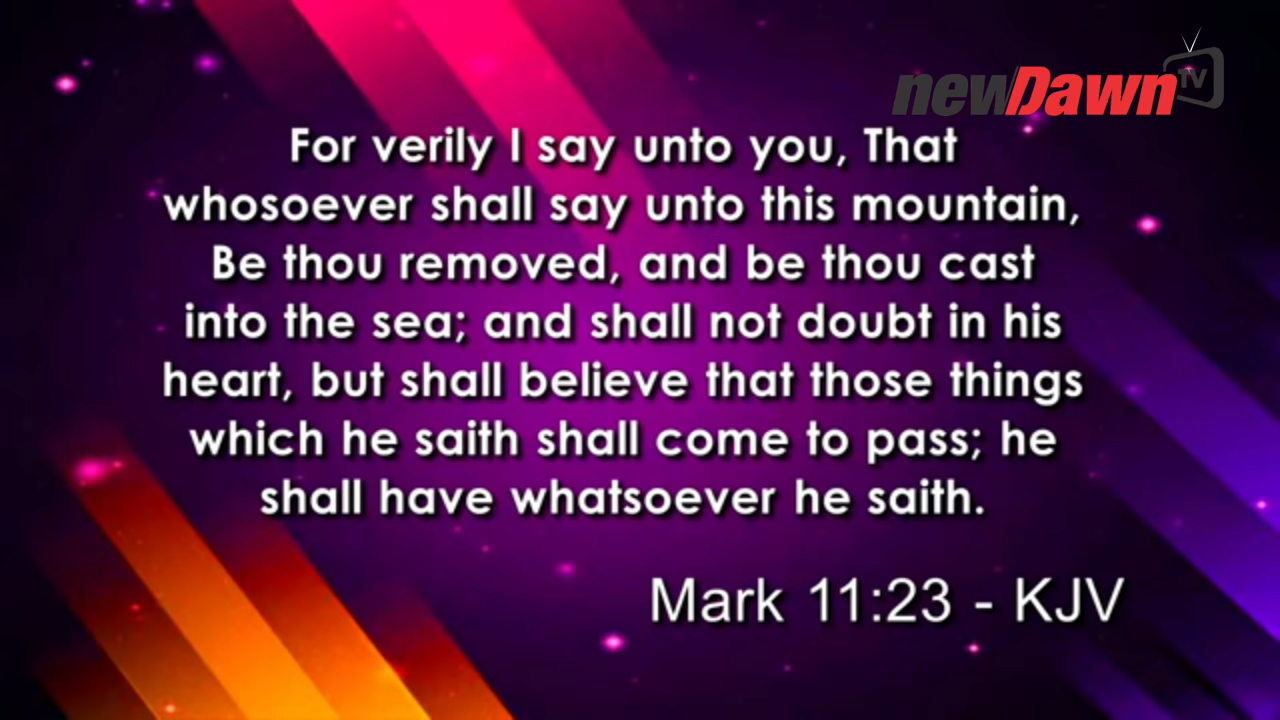 newDawn TV
For verily I say unto you, That
whosoever shall say unto this mountain,
Be thou removed, and be thou cast
into the sea; and shall not doubt in his
heart, but shall believe that those things
which he saith shall come to pass; he
shall have whatsoever he saith.
Mark 11:23 - KJV